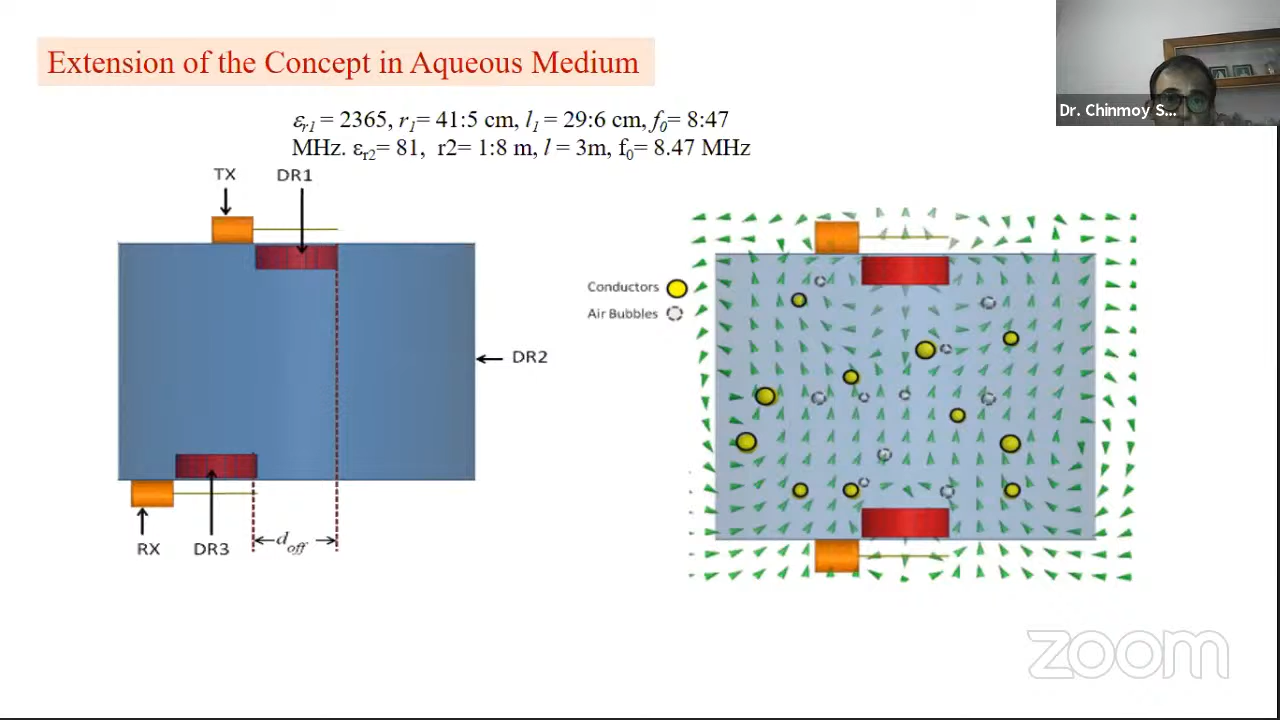 Extension of the Concept in Aqueous Medium
Dr. Chinmoy S...
εr1 = 2365, r1= 41:5 cm, l1 = 29:6 cm, f0= 8:47
MHz. εr2= 81, r2= 1:8 m, l = 3m, f0= 8.47 MHz
TX
DR1
DR2
RX
DR3
doff
Conductors
Air Bubbles
zoom